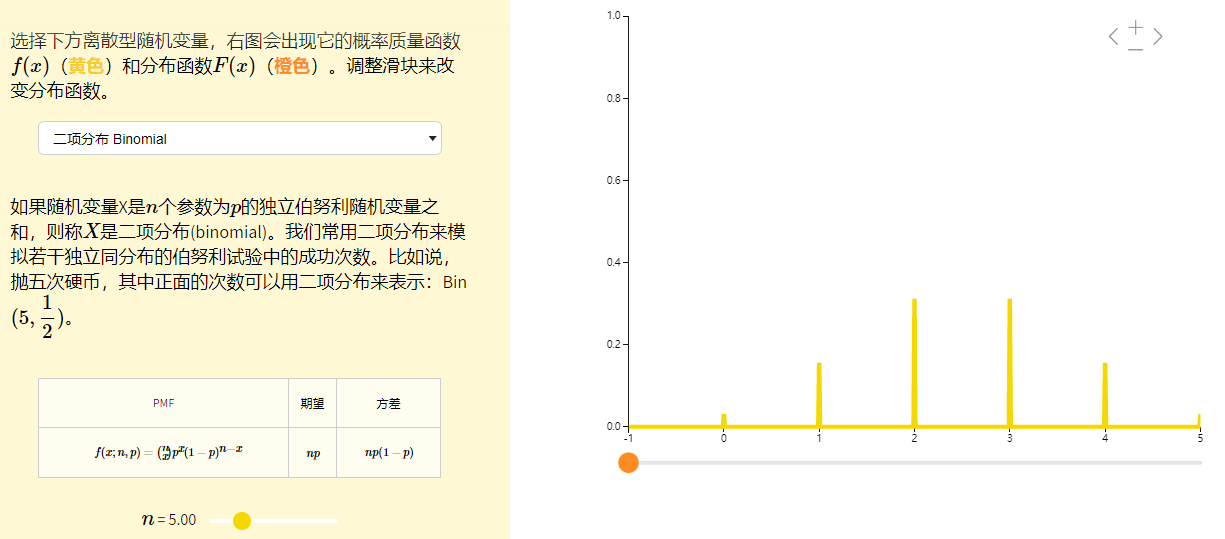 选择下方离散型随机变量，右图会出现它的概率质量函数
f(x)（黄色）和分布函数F(x)（橙色）。调整滑块来改
变分布函数。
二项分布 Binomial
如果随机变量X是n个参数为p的独立伯努利随机变量之
和，则称X是二项分布(binomial)。我们常用二项分布来模
拟若干独立同分布的伯努利试验中的成功次数。比如说，
抛五次硬币，其中正面的次数可以用二项分布来表示：Bin
(5, 1/2)。
PMF 期望 方差
f(x; n, p) = (n x)p^x(1 − p)^{n−x} np np(1 − p)
n = 5.00
1.0
0.8
0.6
0.4
0.2
0.0
-1 0 1 2 3 4 5